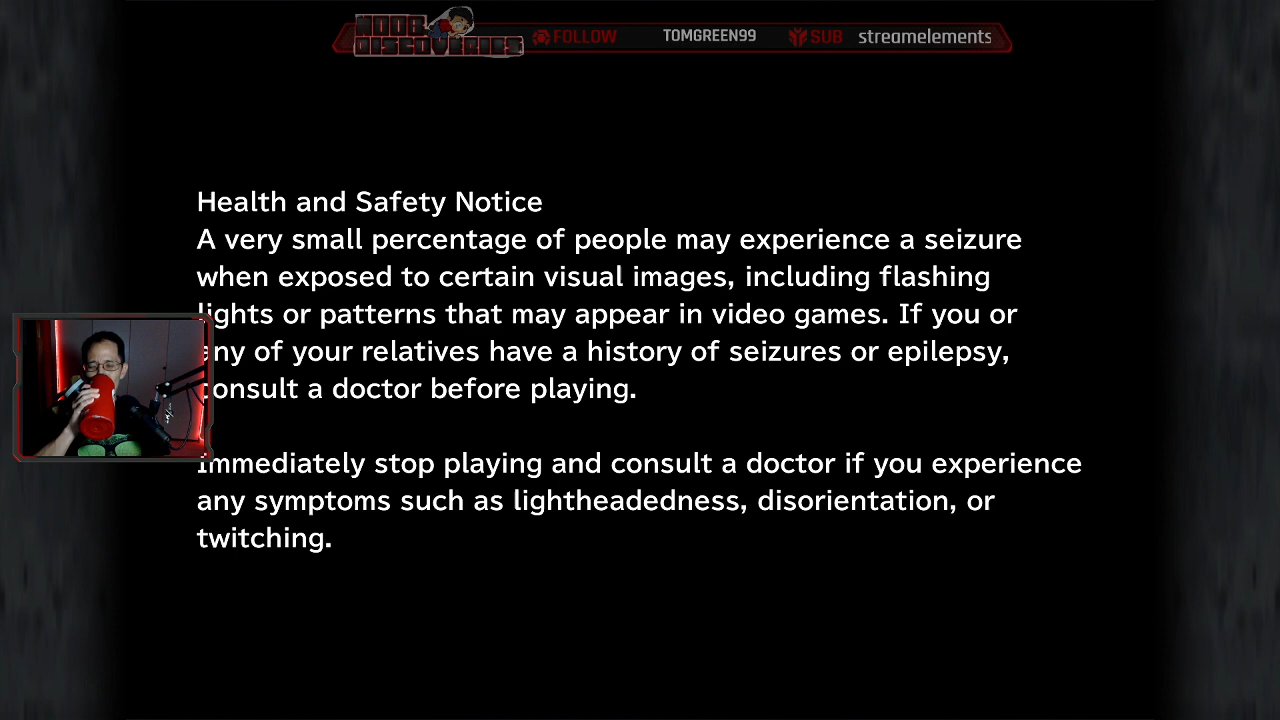 NOOB
DISCOVERIES
FOLLOW
TOMGREEN99
SUB
streamelements
Health and Safety Notice
A very small percentage of people may experience a seizure
when exposed to certain visual images, including flashing
lights or patterns that may appear in video games. If you or
any of your relatives have a history of seizures or epilepsy,
consult a doctor before playing.
Immediately stop playing and consult a doctor if you experience
any symptoms such as lightheadedness, disorientation, or
twitching.